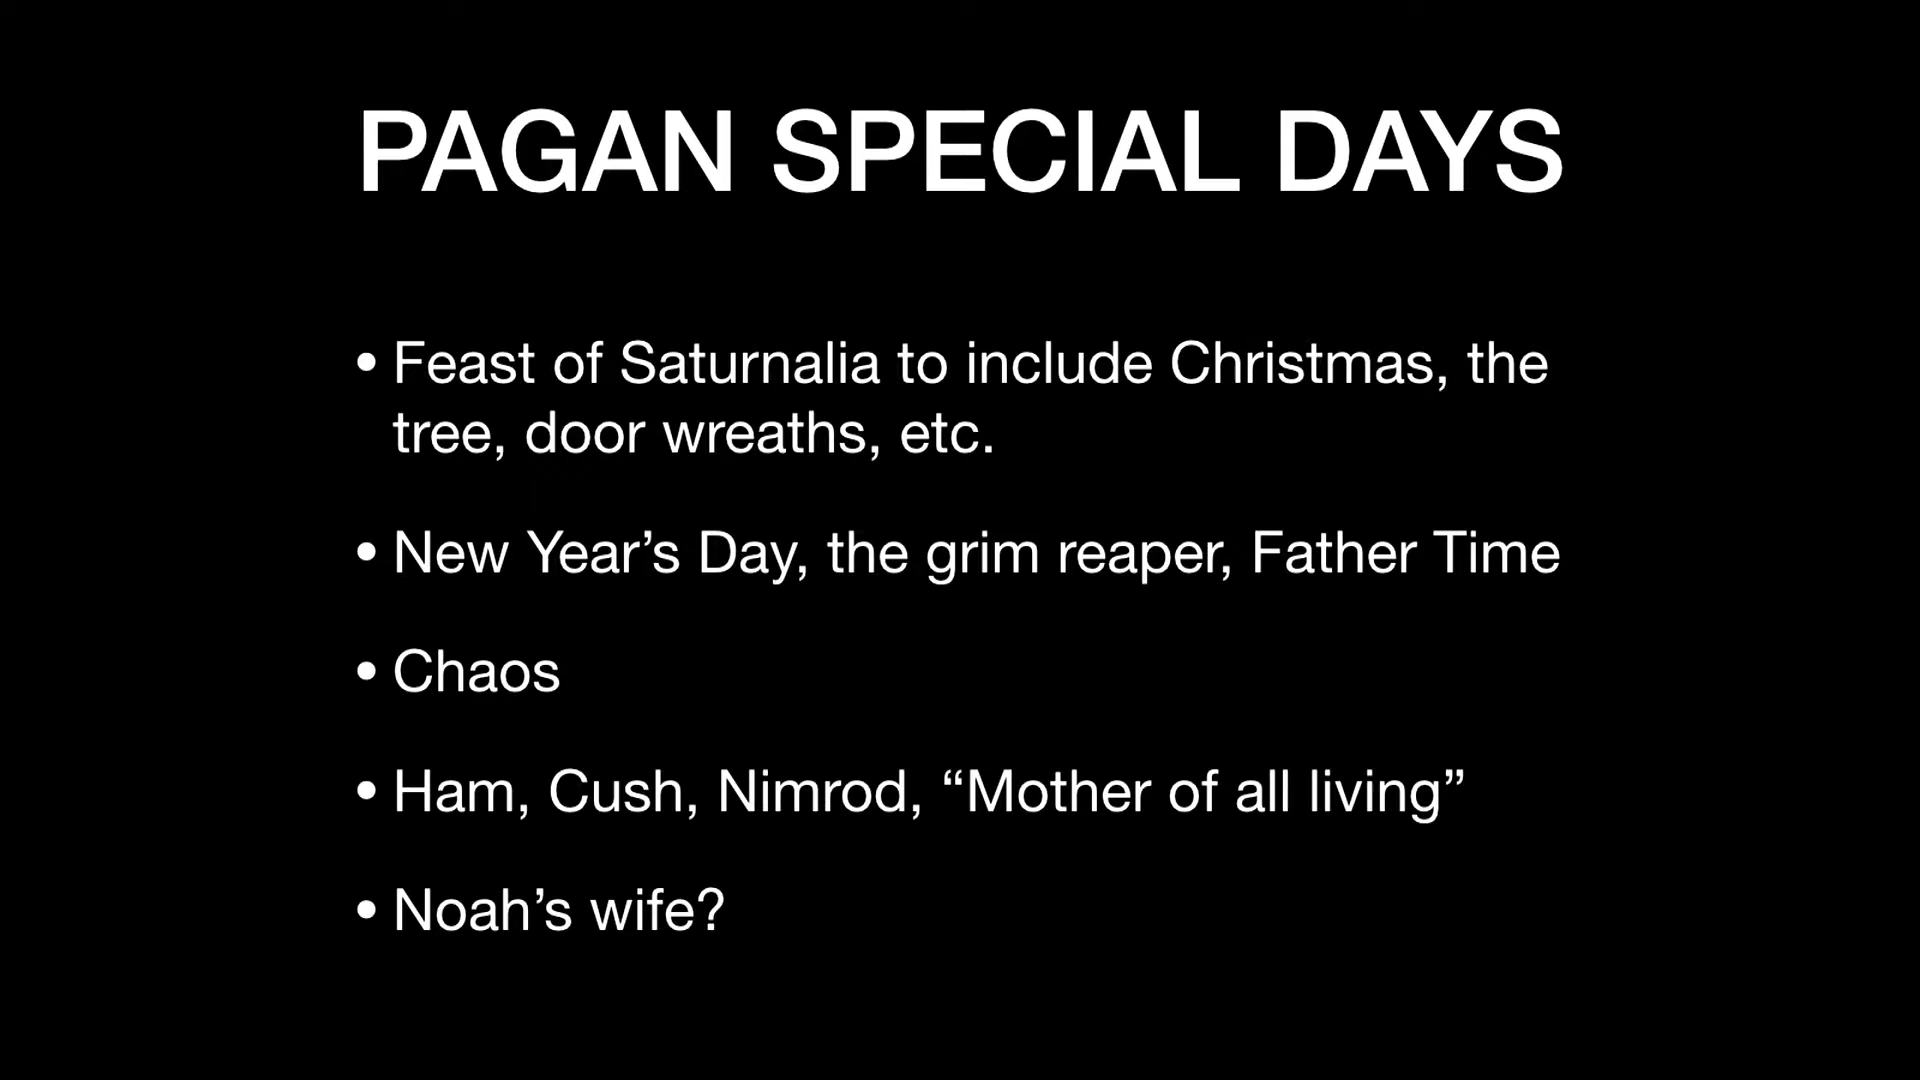 PAGAN SPECIAL DAYS
• Feast of Saturnalia to include Christmas, the
tree, door wreaths, etc.
• New Year’s Day, the grim reaper, Father Time
• Chaos
• Ham, Cush, Nimrod, “Mother of all living”
• Noah’s wife?